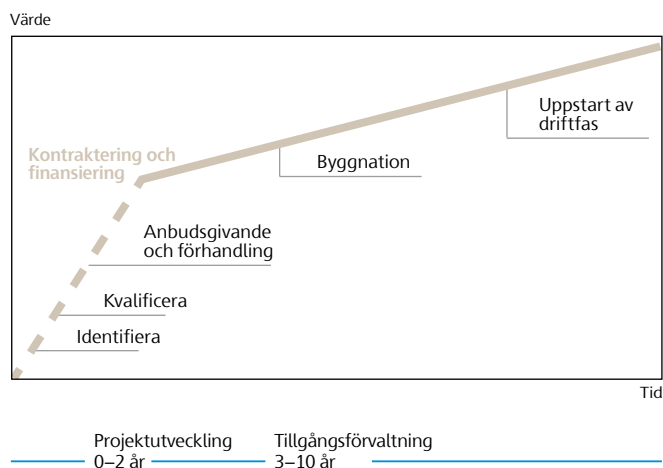 Värde
Uppstart av
driftfas
Kontraktering och
finansiering
Byggnation
Anbudsgivande
och förhandling
Kvalificera
Identifiera
Tid
Projektutveckling
0–2 år
Tillgångsförvaltning
3–10 år